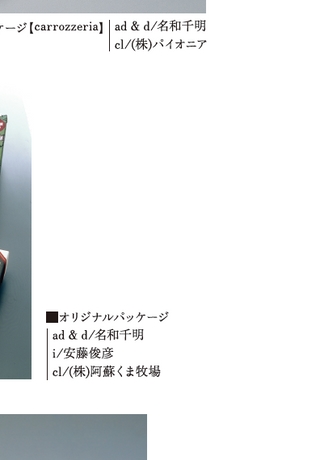 ケージ【carrozzeria】
ad & d/名和千明
cl/(株)パイオニア
■オリジナルパッケージ
ad & d/名和千明
i/安藤俊彦
cl/(株)阿蘇くま牧場